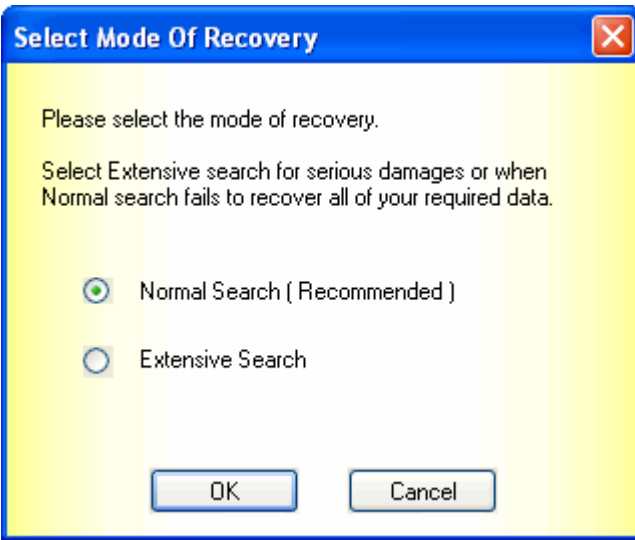 Select Mode Of Recovery
Please select the mode of recovery.
Select Extensive search for serious damages or when
Normal search fails to recover all of your required data.
Normal Search ( Recommended )
Extensive Search
OK
Cancel